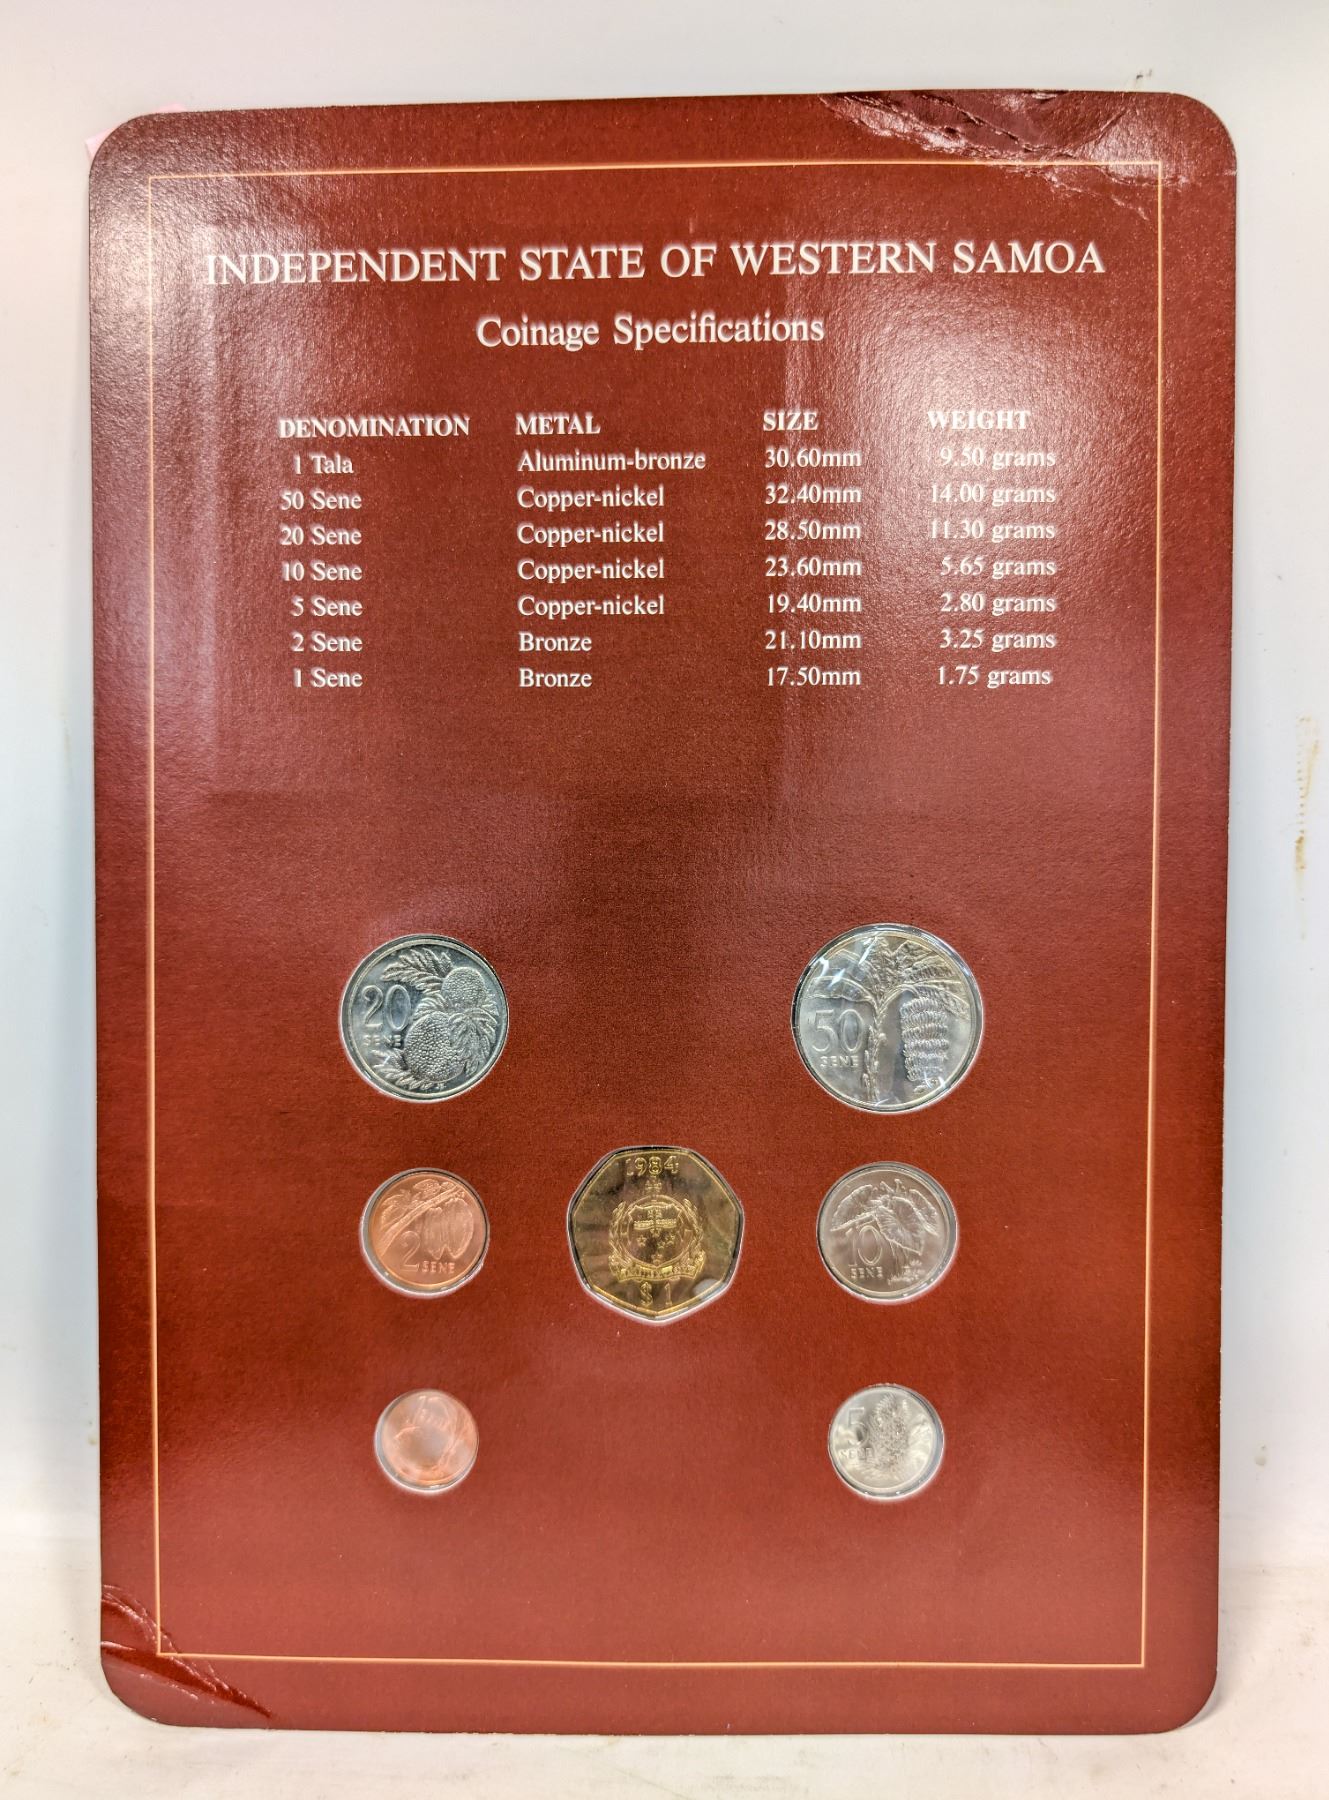 INDEPENDENT STATE OF WESTERN SAMOA
Coinage Specifications
DENOMINATION METAL SIZE WEIGHT
1 Tala Aluminum-bronze 30.60mm 9.50 grams
50 Sene Copper-nickel 32.40mm 14.00 grams
20 Sene Copper-nickel 28.50mm 11.30 grams
10 Sene Copper-nickel 23.60mm 5.65 grams
5 Sene Copper-nickel 19.40mm 2.80 grams
2 Sene Bronze 21.10mm 3.25 grams
1 Sene Bronze 17.50mm 1.75 grams
20
SENE
50
SENE
2
SENE
1984
$1
10
SENE
5
SENE